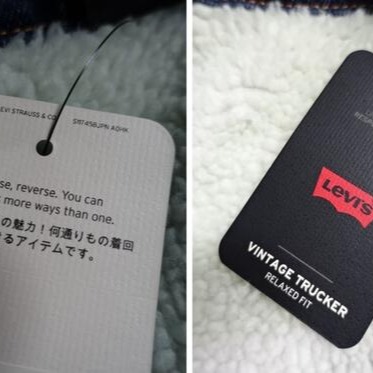 LEVI STRAUSS & CO
se, reverse. You can
more ways than one.
の魅力！何通りもの着回
るアイテムです。
Levi's
VINTAGE TRUCKER
RELAXED FIT